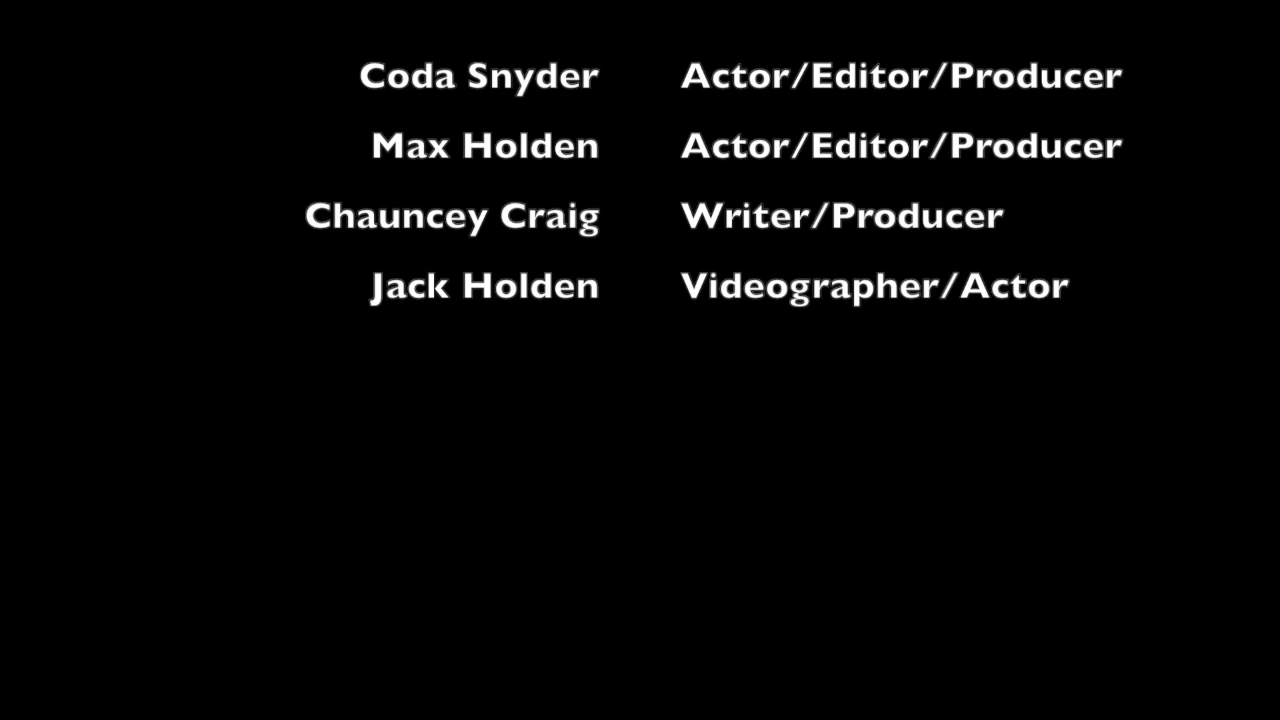 Coda Snyder Actor/Editor/Producer
Max Holden Actor/Editor/Producer
Chauncey Craig Writer/Producer
Jack Holden Videographer/Actor